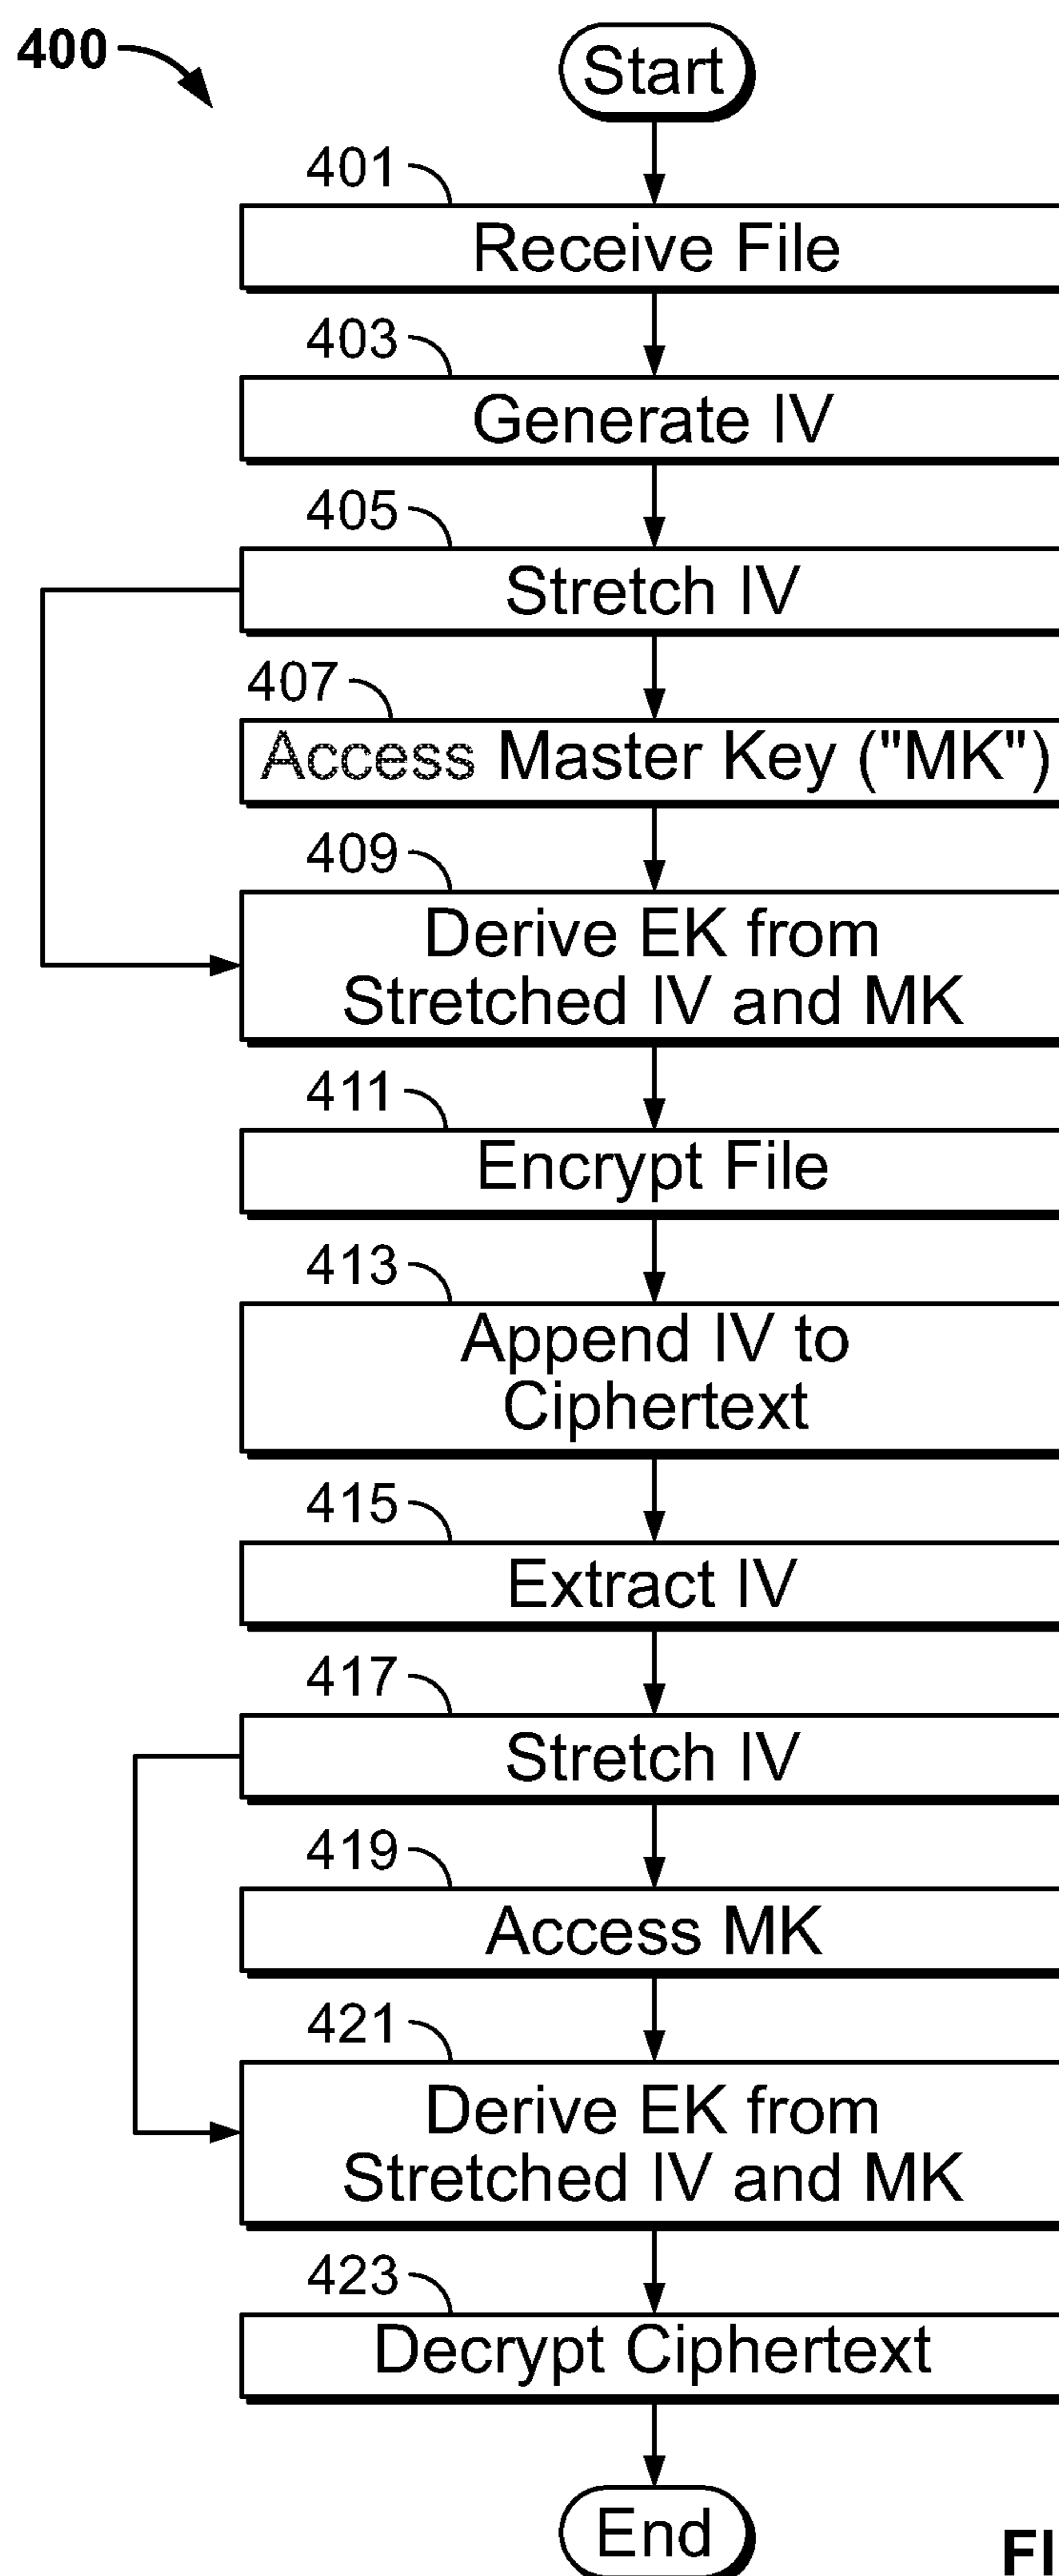 400
Start
401
Receive File
403
Generate IV
405
Stretch IV
407
Access Master Key ("MK")
409
Derive EK from
Stretched IV and MK
411
Encrypt File
413
Append IV to
Ciphertext
415
Extract IV
417
Stretch IV
419
Access MK
421
Derive EK from
Stretched IV and MK
423
Decrypt Ciphertext
End